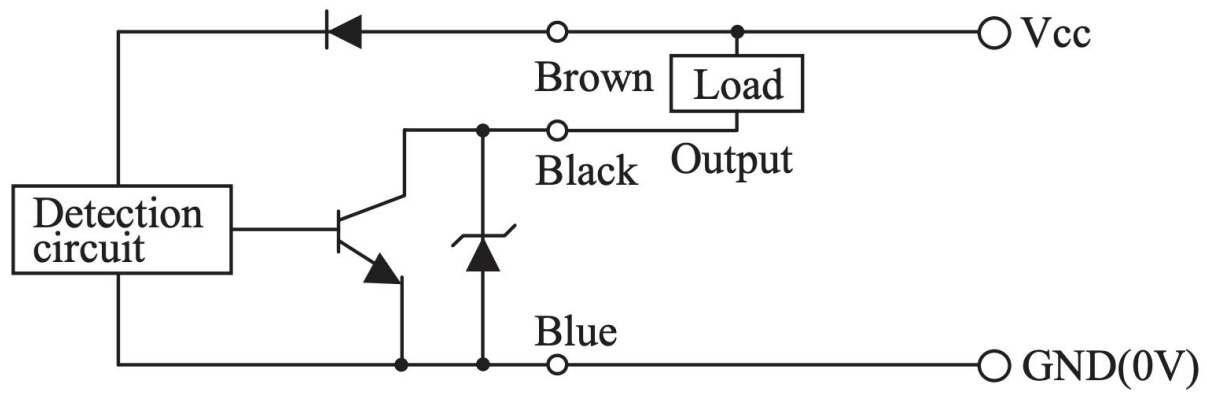 Vcc
Brown
Load
Black
Output
Detection
circuit
Blue
GND(0V)